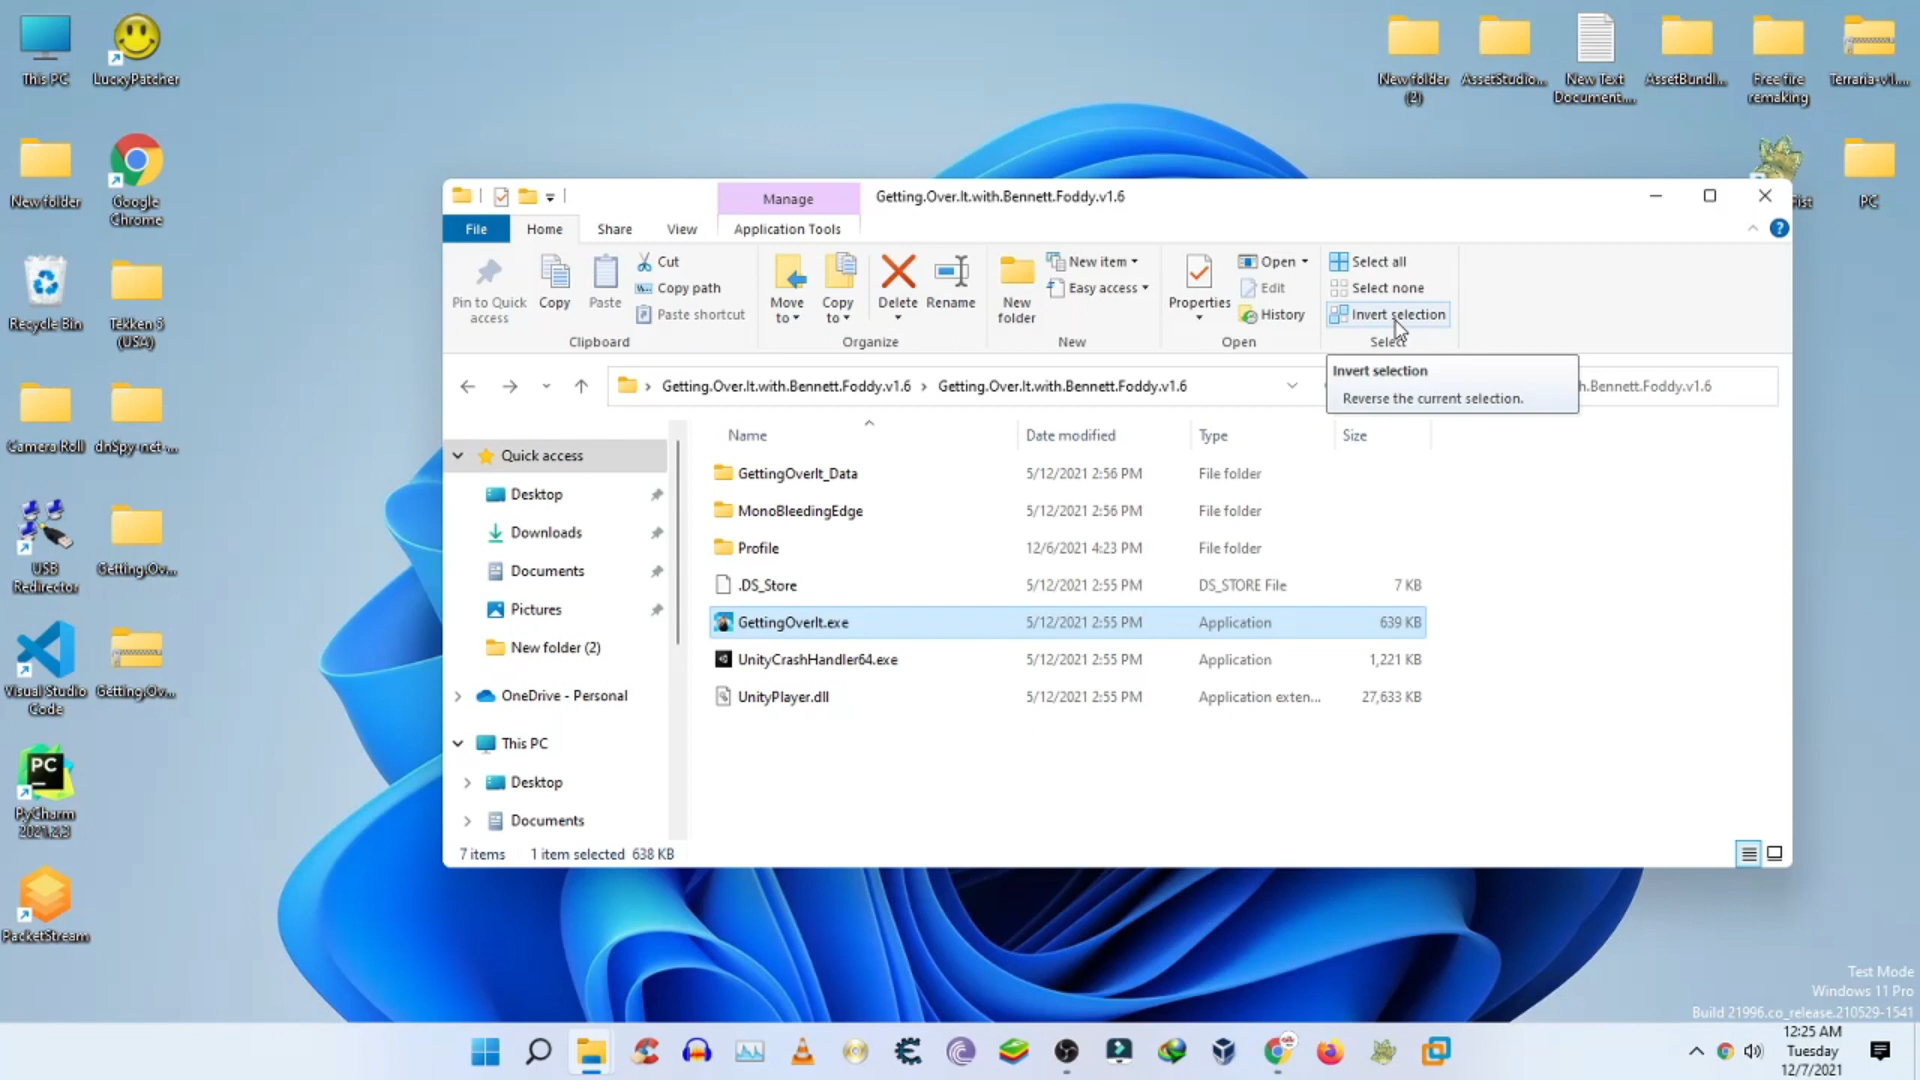 This PC
LuckyPatcher
New folder
(2)
AssetStudio...
New Text
Document....
AssetBundl...
Free fire
remaking
Terraria-v1....
New folder
Google
Chrome
PC
Recycle Bin
Tekken 5
(USA)
Camera Roll
dnSpy-net-...
USB
Redirector
Getting.Ov...
Visual Studio
Code
Getting.Ov...
PyCharm
2021.2.3
PacketStream
Manage
Getting.Over.It.with.Bennett.Foddy.v1.6
File
Home
Share
View
Application Tools
Pin to Quick
access
Copy
Paste
Cut
Copy path
Paste shortcut
Clipboard
Move
to
Copy
to
Delete
Rename
Organize
New
folder
New item
Easy access
New
Properties
Open
Edit
History
Open
Select all
Select none
Invert selection
Select
Invert selection
Reverse the current selection.
Getting.Over.It.with.Bennett.Foddy.v1.6 › Getting.Over.It.with.Bennett.Foddy.v1.6
h.Bennett.Foddy.v1.6
Quick access
Desktop
Downloads
Documents
Pictures
New folder (2)
OneDrive - Personal
This PC
Desktop
Documents
Name Date modified Type Size
GettingOverIt_Data 5/12/2021 2:56 PM File folder
MonoBleedingEdge 5/12/2021 2:56 PM File folder
Profile 12/6/2021 4:23 PM File folder
.DS_Store 5/12/2021 2:55 PM DS_STORE File 7 KB
GettingOverIt.exe 5/12/2021 2:55 PM Application 639 KB
UnityCrashHandler64.exe 5/12/2021 2:55 PM Application 1,221 KB
UnityPlayer.dll 5/12/2021 2:55 PM Application exten... 27,633 KB
7 items 1 item selected 638 KB
Test Mode
Windows 11 Pro
Build 21996.co_release.210529-1541
12:25 AM
Tuesday
12/7/2021